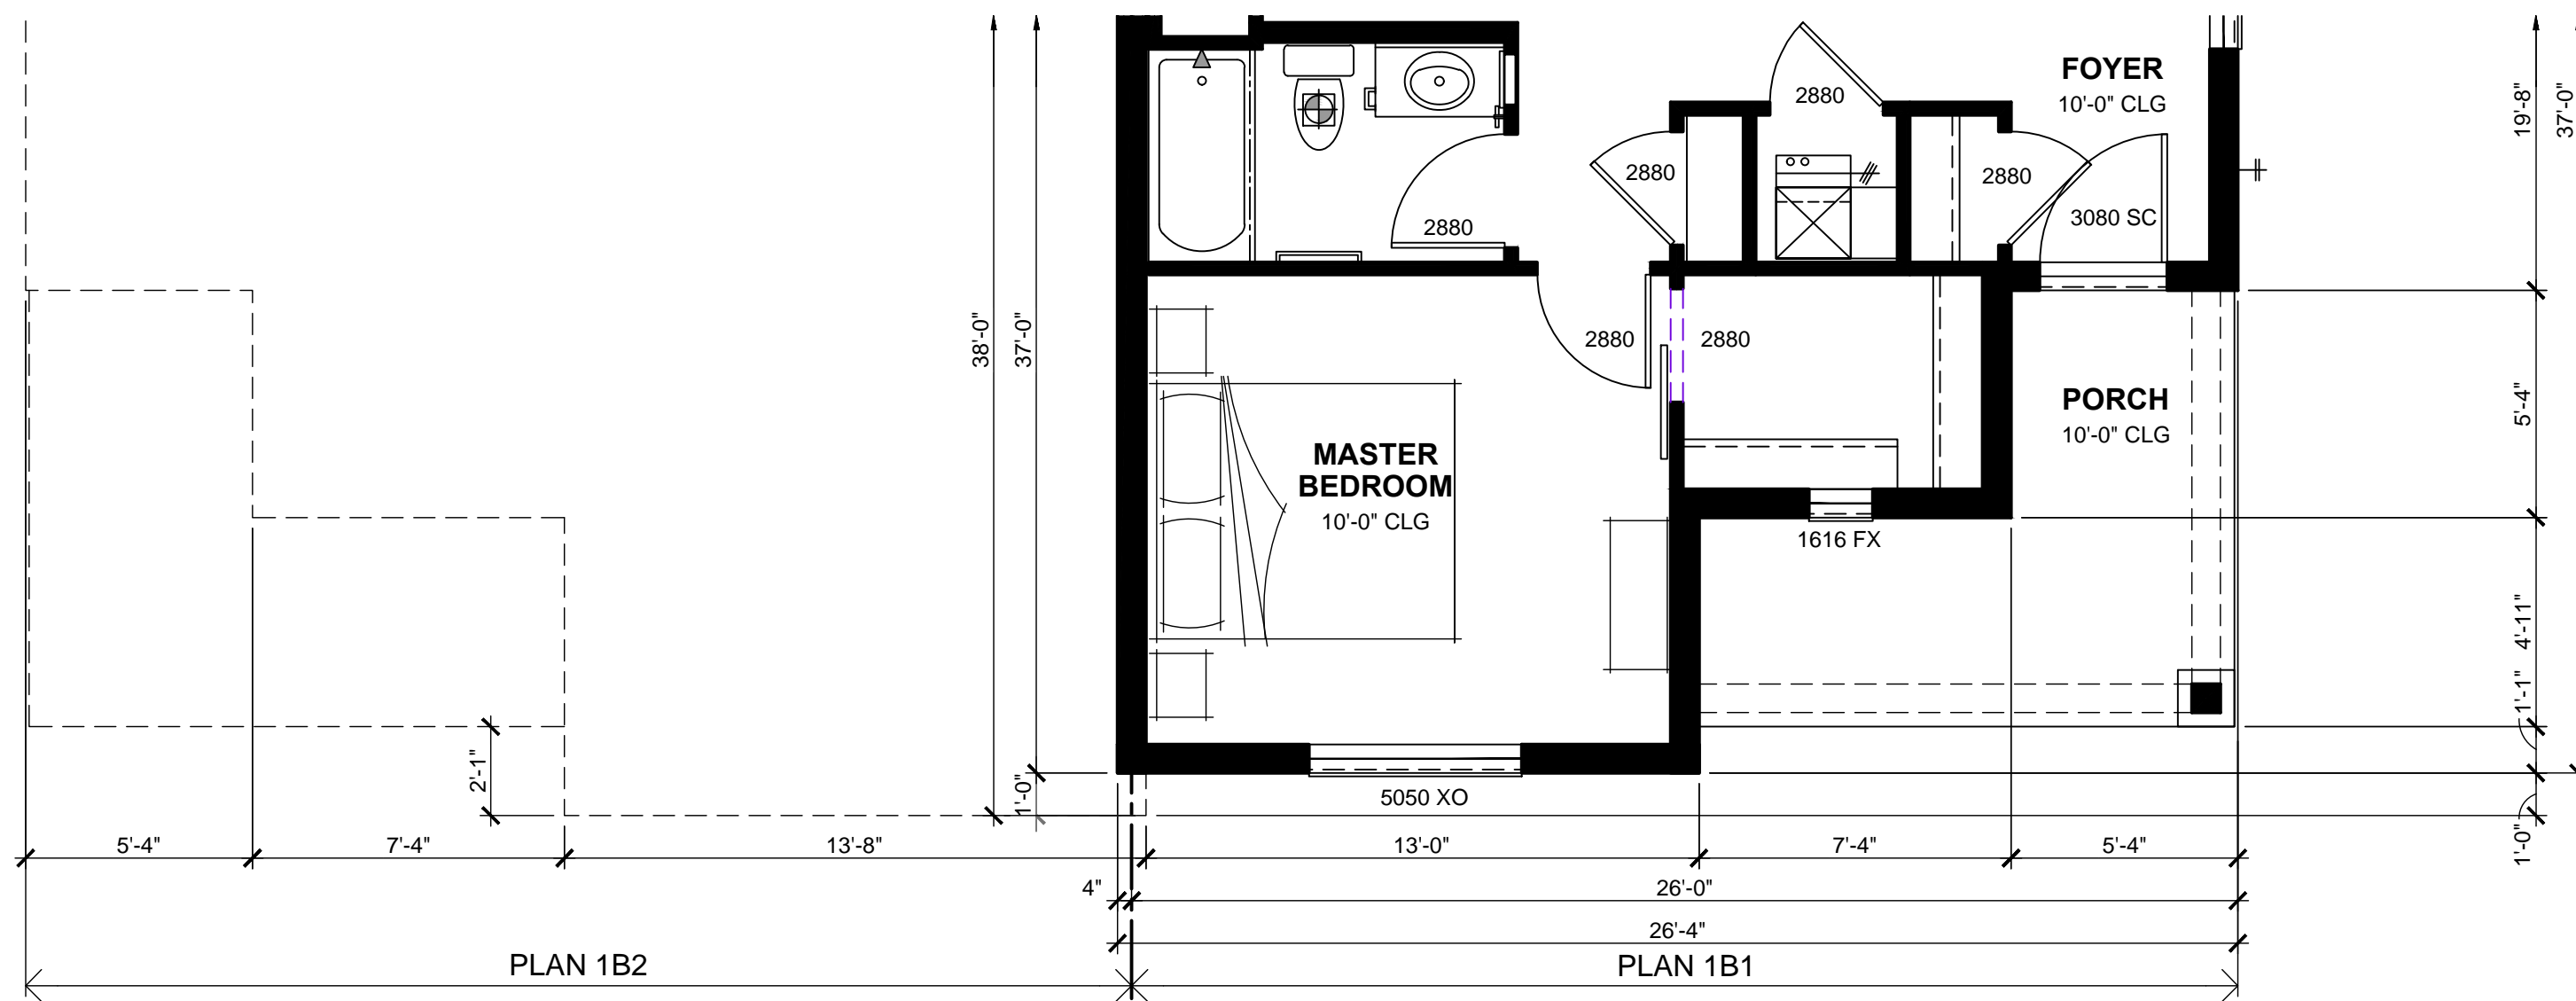 FOYER
10'-0" CLG
2880
2880
2880
2880
3080 SC
19'-8"
37'-0"
38'-0"
37'-0"
2880
2880
MASTER
BEDROOM
10'-0" CLG
PORCH
10'-0" CLG
5'-4"
1616 FX
4'-11"
1'-1"
2'-1"
1'-0"
5050 XO
1'-0"
5'-4"
7'-4"
13'-8"
13'-0"
7'-4"
5'-4"
4"
26'-0"
26'-4"
PLAN 1B2
PLAN 1B1